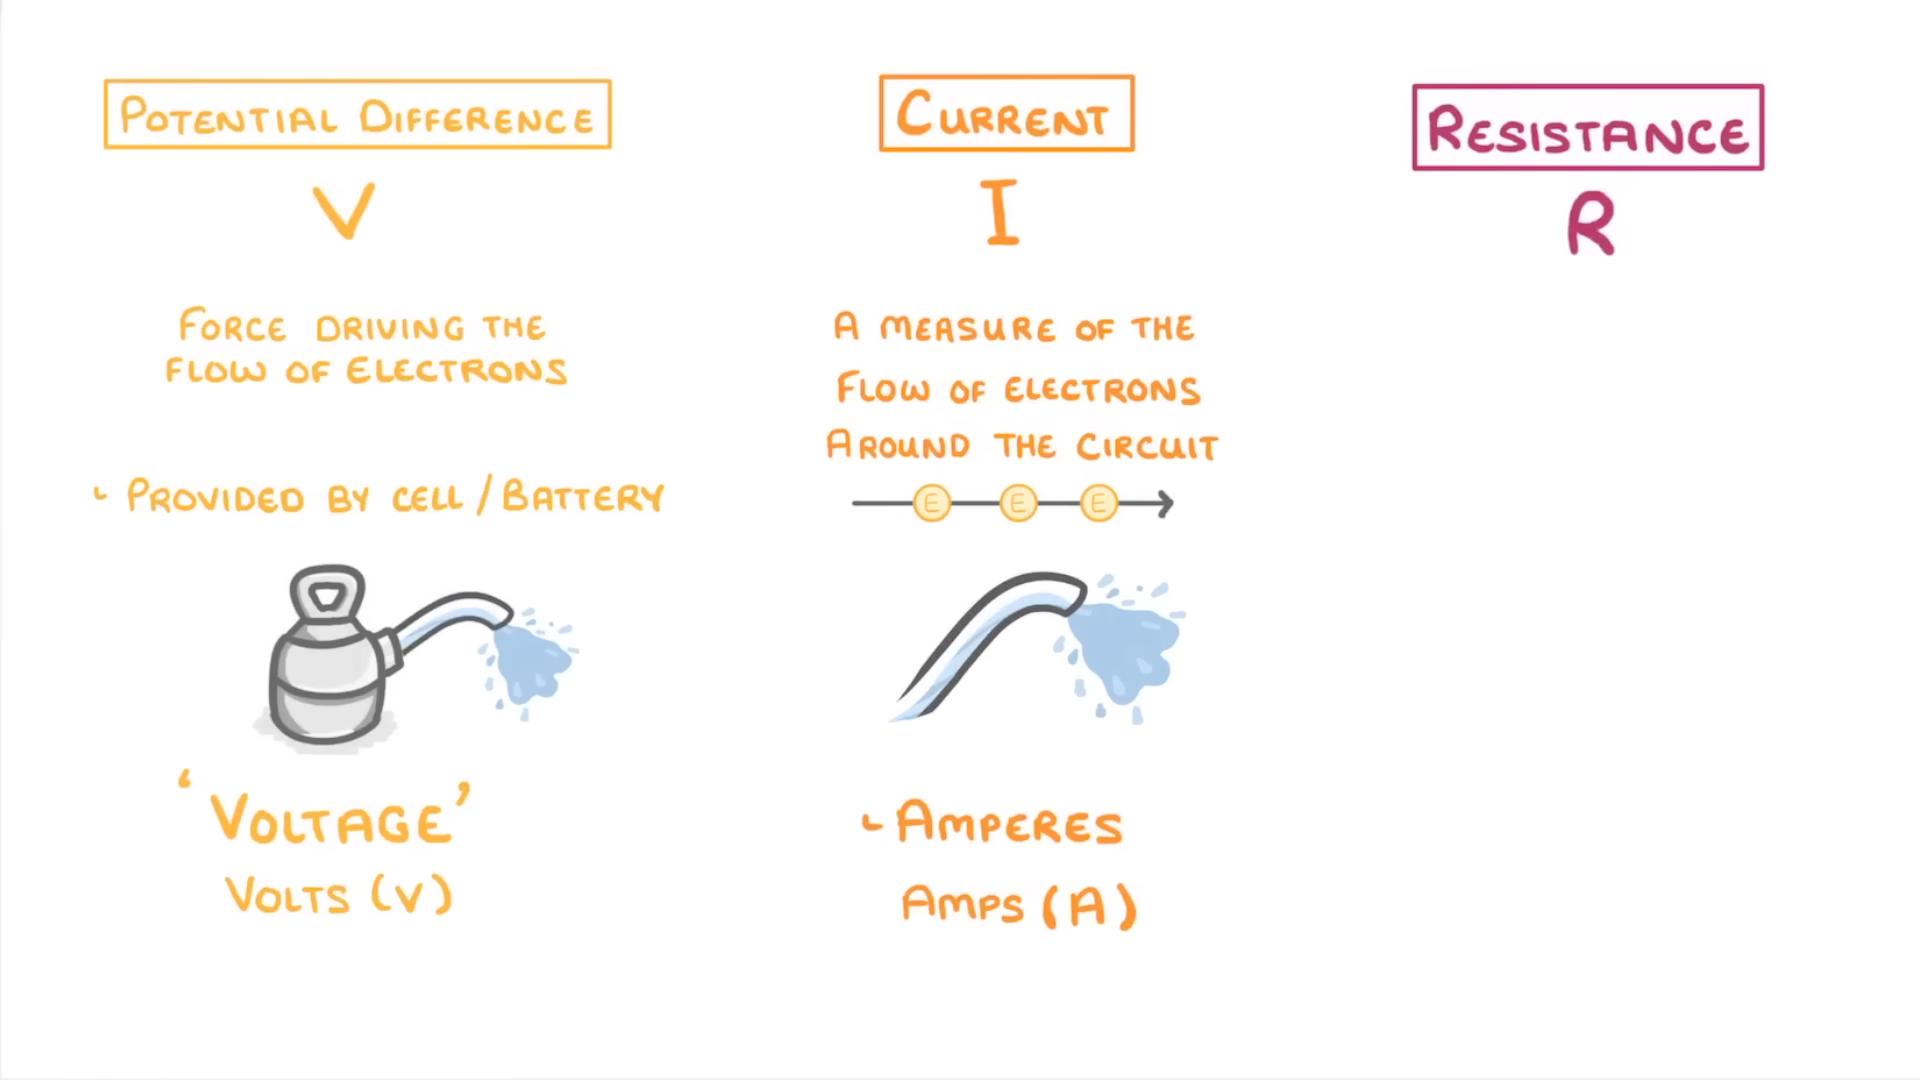 POTENTIAL DIFFERENCE
V
FORCE DRIVING THE
FLOW OF ELECTRONS
PROVIDED BY CELL / BATTERY
'VOLTAGE'
VOLTS (V)
CURRENT
I
A MEASURE OF THE
FLOW OF ELECTRONS
AROUND THE CIRCUIT
E E E
AMPERES
AMPS (A)
RESISTANCE
R